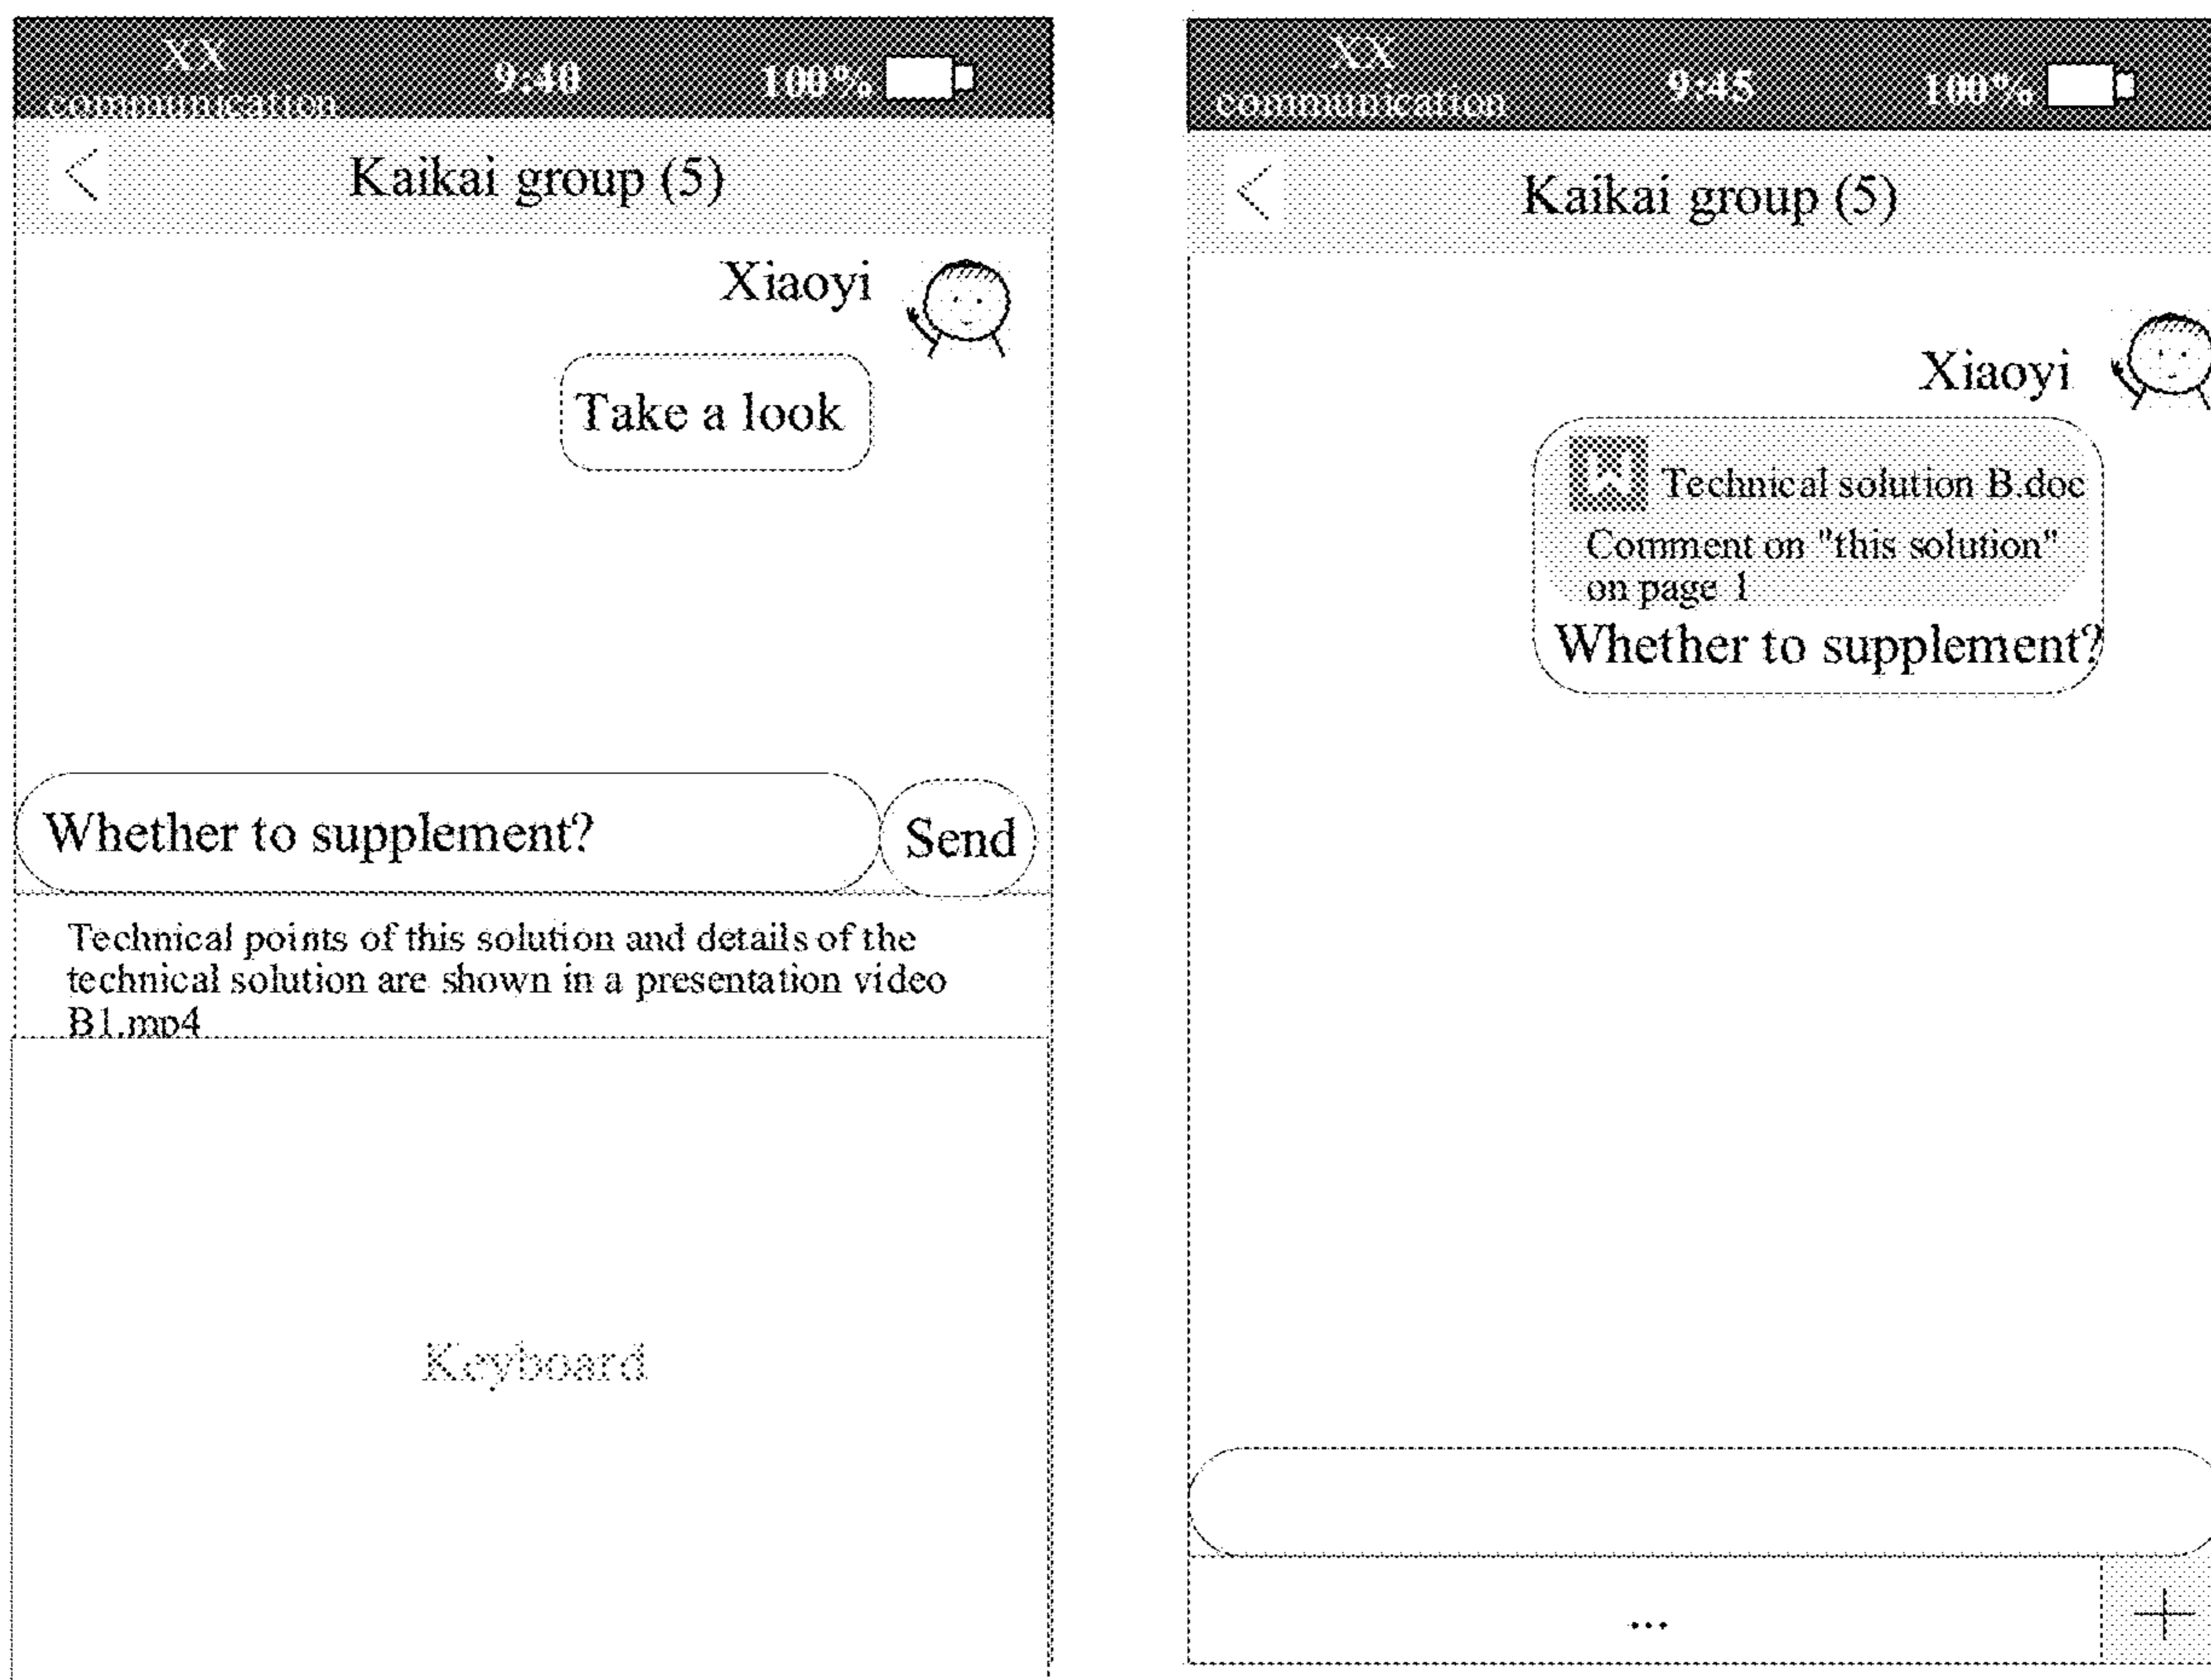 XX
communication
9:40
100%
Kaikai group (5)
Xiaoyi
Take a look
Whether to supplement?
Send
Technical points of this solution and details of the
technical solution are shown in a presentation video
B1.mp4
Keyboard
XX
communication
9:45
100%
Kaikai group (5)
Xiaoyi
Technical solution B.doc
Comment on "this solution"
on page 1
Whether to supplement?
...